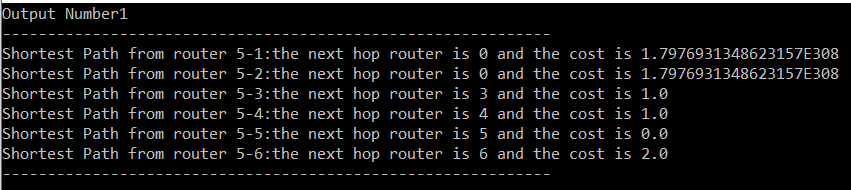 Output Number1
------------------------------------------------------------
Shortest Path from router 5-1:the next hop router is 0 and the cost is 1.7976931348623157E308
Shortest Path from router 5-2:the next hop router is 0 and the cost is 1.7976931348623157E308
Shortest Path from router 5-3:the next hop router is 3 and the cost is 1.0
Shortest Path from router 5-4:the next hop router is 4 and the cost is 1.0
Shortest Path from router 5-5:the next hop router is 5 and the cost is 0.0
Shortest Path from router 5-6:the next hop router is 6 and the cost is 2.0
------------------------------------------------------------